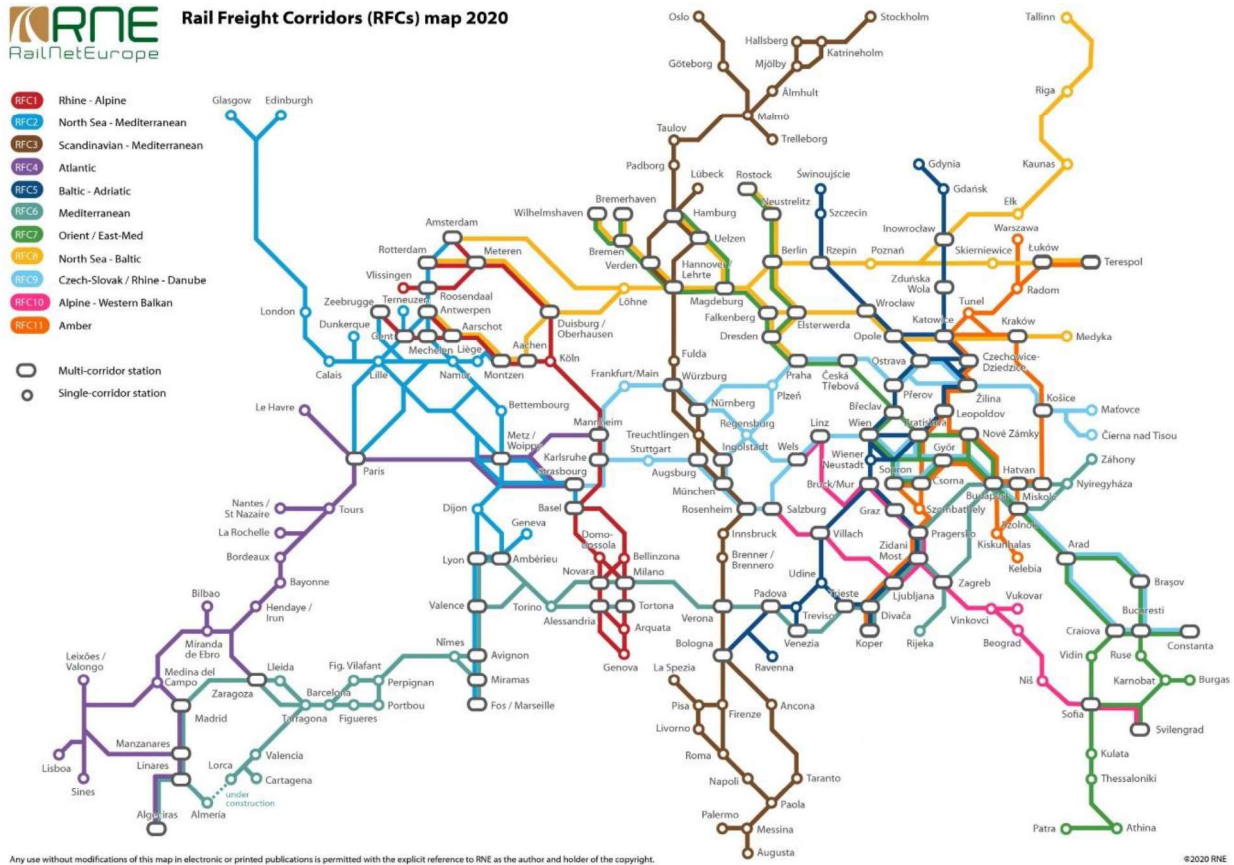 RNE
RailNetEurope
Rail Freight Corridors (RFCs) map 2020
RFC1 Rhine - Alpine
RFC2 North Sea - Mediterranean
RFC3 Scandinavian - Mediterranean
RFC4 Atlantic
RFC5 Baltic - Adriatic
RFC6 Mediterranean
RFC7 Orient / East-Med
RFC8 North Sea - Baltic
RFC9 Czech-Slovak / Rhine - Danube
RFC10 Alpine - Western Balkan
RFC11 Amber
Multi-corridor station
Single-corridor station
Oslo
Stockholm
Tallinn
Hallsberg
Katrineholm
Göteborg
Mjölby
Älmhult
Riga
Glasgow
Edinburgh
Malmö
Taulov
Trelleborg
Padborg
Kaunas
Gdynia
Lübeck
Rostock
Świnoujście
Gdańsk
Wilhelmshaven
Bremerhaven
Hamburg
Neustrelitz
Szczecin
Ełk
Amsterdam
Uelzen
Inowrocław
Warszawa
Rotterdam
Meteren
Bremen
Verden
Hannover /
Lehrte
Berlin
Rzepin
Poznań
Skierniewice
Łuków
Terespol
Vlissingen
Roosendaal
Löhne
Magdeburg
Zduńska
Wola
Radom
Zeebrugge
Terneuzen
Antwerpen
London
Dunkerque
Aarschot
Duisburg /
Oberhausen
Falkenberg
Elsterwerda
Wrocław
Tunel
Katowice
Kraków
Gent
Mechelen
Liège
Aachen
Dresden
Opole
Medyka
Calais
Lille
Namur
Montzen
Köln
Fulda
Praha
Česká
Třebová
Ostrava
Czechowice-
Dziedzice
Frankfurt/Main
Würzburg
Plzeň
Přerov
Žilina
Košice
Le Havre
Bettembourg
Nürnberg
Břeclav
Leopoldov
Maťovce
Metz /
Woippy
Mannheim
Regensburg
Linz
Wien
Bratislava
Nové Zámky
Čierna nad Tisou
Paris
Karlsruhe
Treuchtlingen
Stuttgart
Ingolstadt
Wels
Wiener
Neustadt
Győr
Hatvan
Záhony
Strasbourg
Augsburg
Bruck/Mur
Sopron
Csorna
Budapest
Miskolc
Nyíregyháza
Nantes /
St Nazaire
Tours
Dijon
Basel
München
Rosenheim
Salzburg
Graz
Szombathely
Szolnok
La Rochelle
Geneva
Domo-
dossola
Innsbruck
Villach
Pragersko
Kiskunhalas
Bordeaux
Lyon
Ambérieu
Bellinzona
Brenner /
Brennero
Zidani
Most
Kelebia
Arad
Bayonne
Novara
Milano
Udine
Ljubljana
Zagreb
Brașov
Bilbao
Hendaye /
Irun
Valence
Torino
Tortona
Padova
Treviso
Trieste
Divača
Vukovar
București
Miranda
de Ebro
Alessandria
Arquata
Verona
Venezia
Koper
Rijeka
Vinkovci
Beograd
Craiova
Constanta
Leixões /
Valongo
Nîmes
Avignon
Genova
Bologna
Ravenna
Vidin
Ruse
Medina del
Campo
Lleida
Fig. Vilafant
Perpignan
Miramas
La Spezia
Niš
Karnobat
Burgas
Zaragoza
Barcelona
Madrid
Tarragona
Figueres
Portbou
Fos / Marseille
Pisa
Firenze
Ancona
Sofia
Svilengrad
Livorno
Manzanares
Valencia
Roma
Kulata
Lisboa
Linares
Lorca
Cartagena
Napoli
Taranto
Thessaloniki
Sines
under
construction
Paola
Algeciras
Almería
Palermo
Messina
Patra
Athina
Augusta
Any use without modifications of this map in electronic or printed publications is permitted with the explicit reference to RNE as the author and holder of the copyright.
©2020 RNE